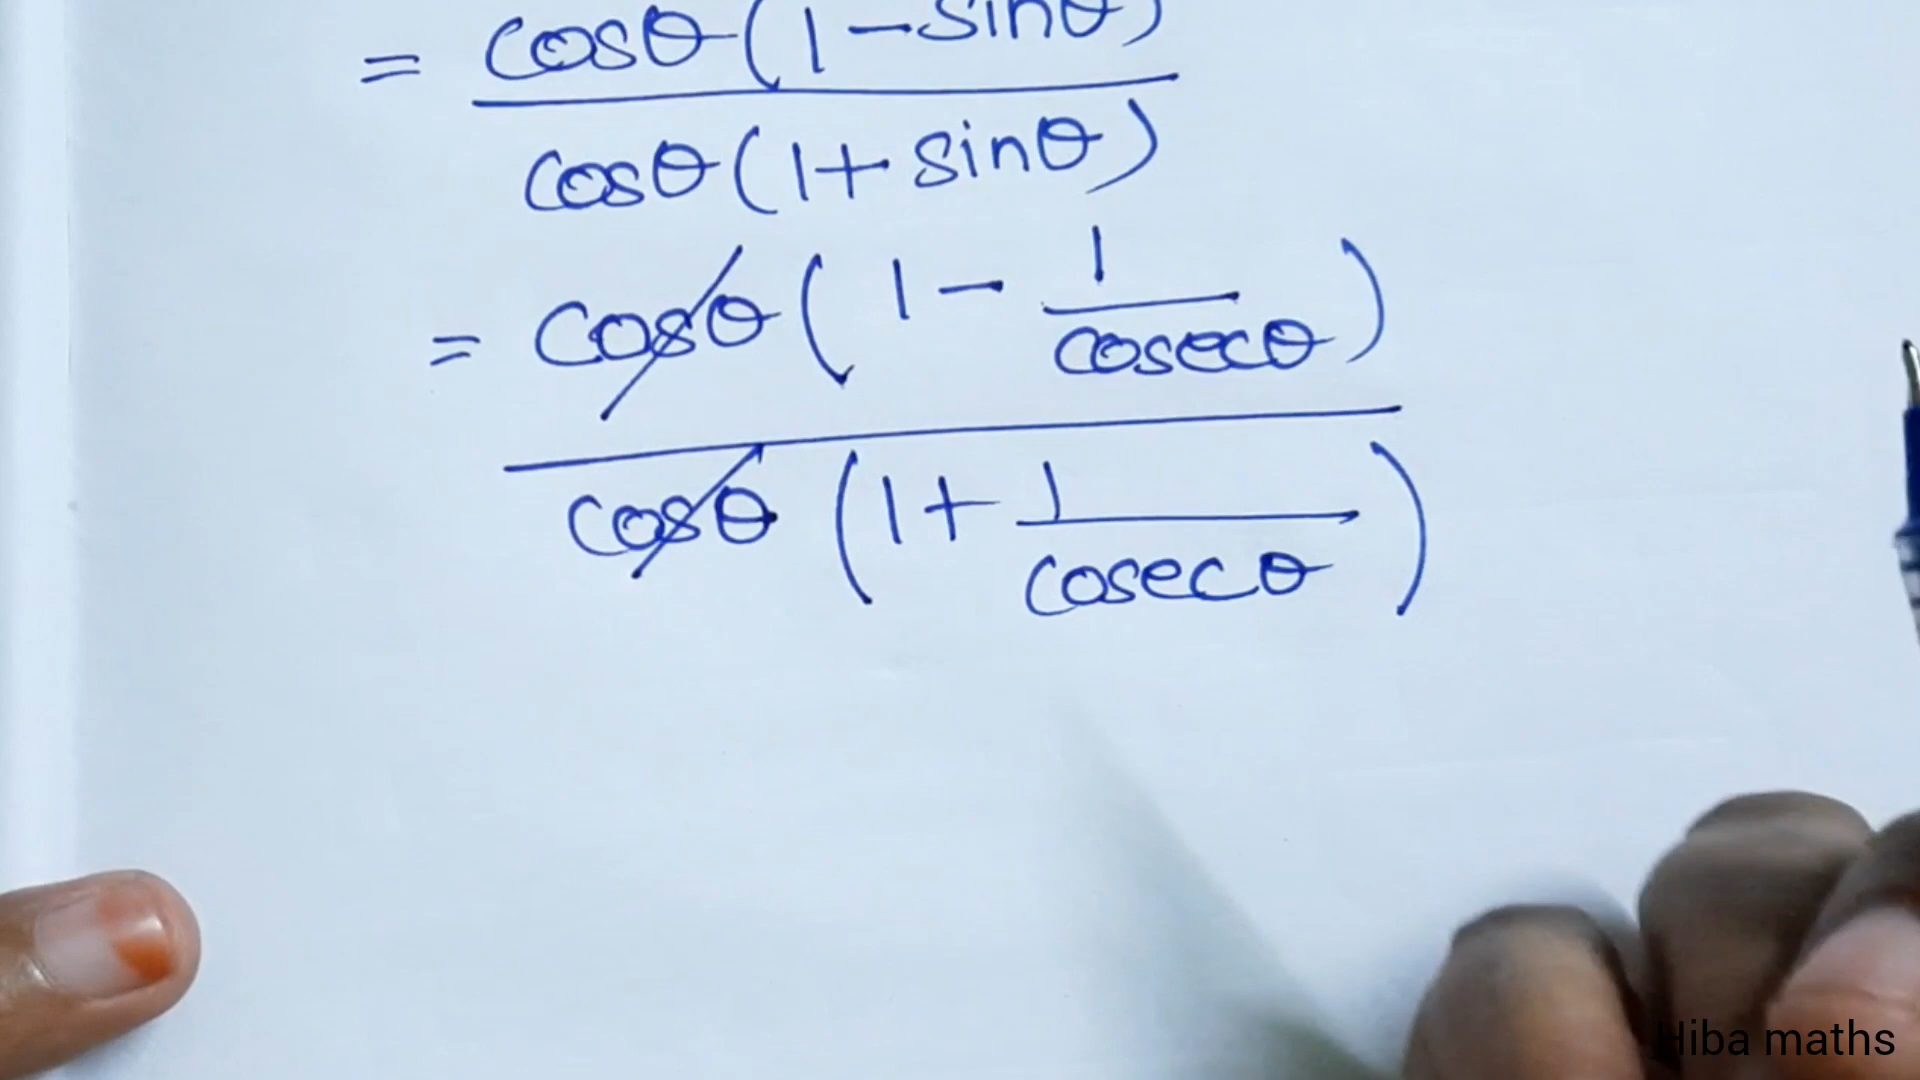 = cosθ (1 - sinθ)
cosθ (1 + sinθ)
= cosθ ( 1 - 1
cosecθ )
cosθ ( 1 + 1
cosecθ )
Hiba maths